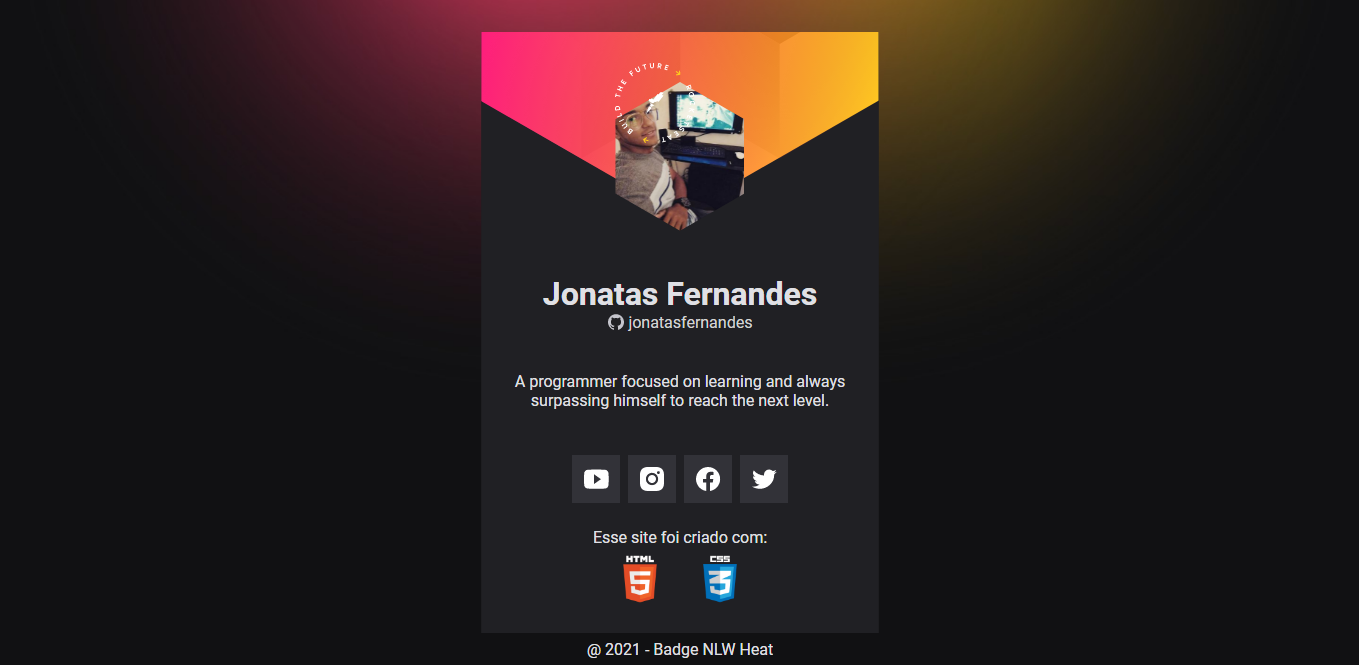 BUILD THE FUTURE
Jonatas Fernandes
jonatasfernandes
A programmer focused on learning and always
surpassing himself to reach the next level.
Esse site foi criado com:
HTML CSS
5 3
@ 2021 - Badge NLW Heat